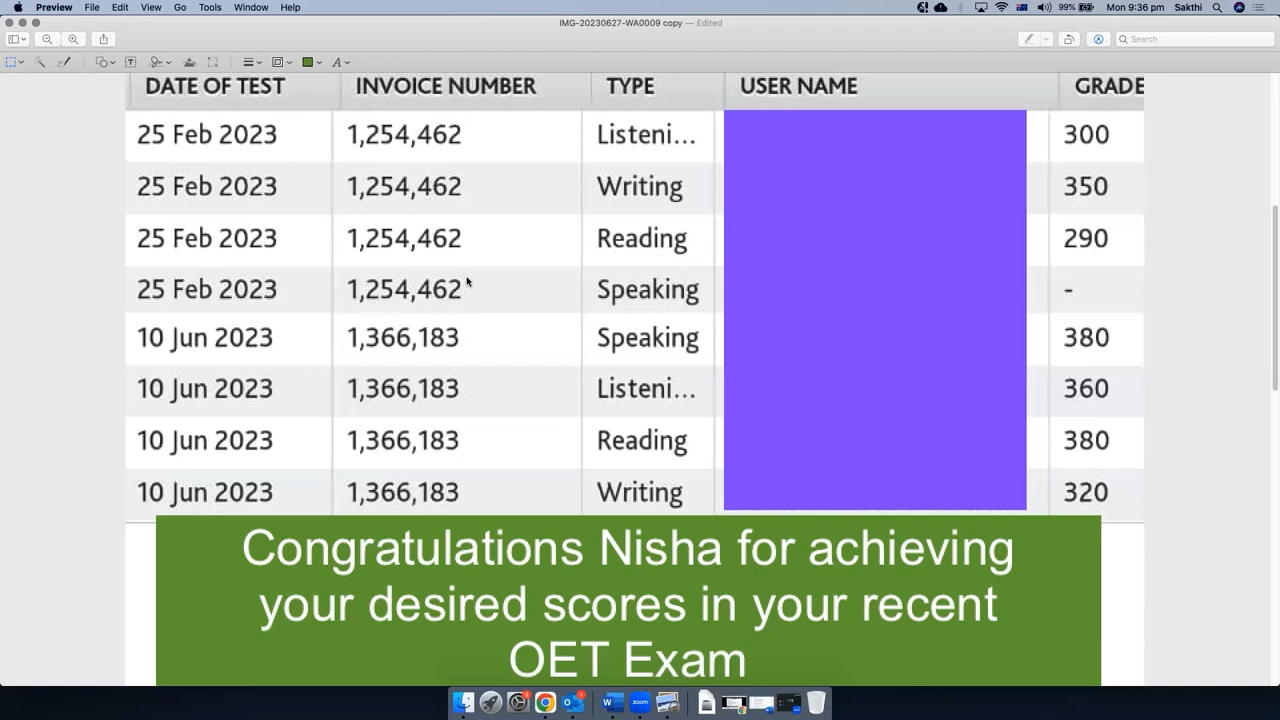 Preview File Edit View Go Tools Window Help 99% Mon 9:36 pm Sakthi
IMG-20230627-WA0009 copy — Edited
Search
DATE OF TEST INVOICE NUMBER TYPE USER NAME GRADE
25 Feb 2023 1,254,462 Listeni... 300
25 Feb 2023 1,254,462 Writing 350
25 Feb 2023 1,254,462 Reading 290
25 Feb 2023 1,254,462 Speaking -
10 Jun 2023 1,366,183 Speaking 380
10 Jun 2023 1,366,183 Listeni... 360
10 Jun 2023 1,366,183 Reading 380
10 Jun 2023 1,366,183 Writing 320
Congratulations Nisha for achieving
your desired scores in your recent
OET Exam
zoom